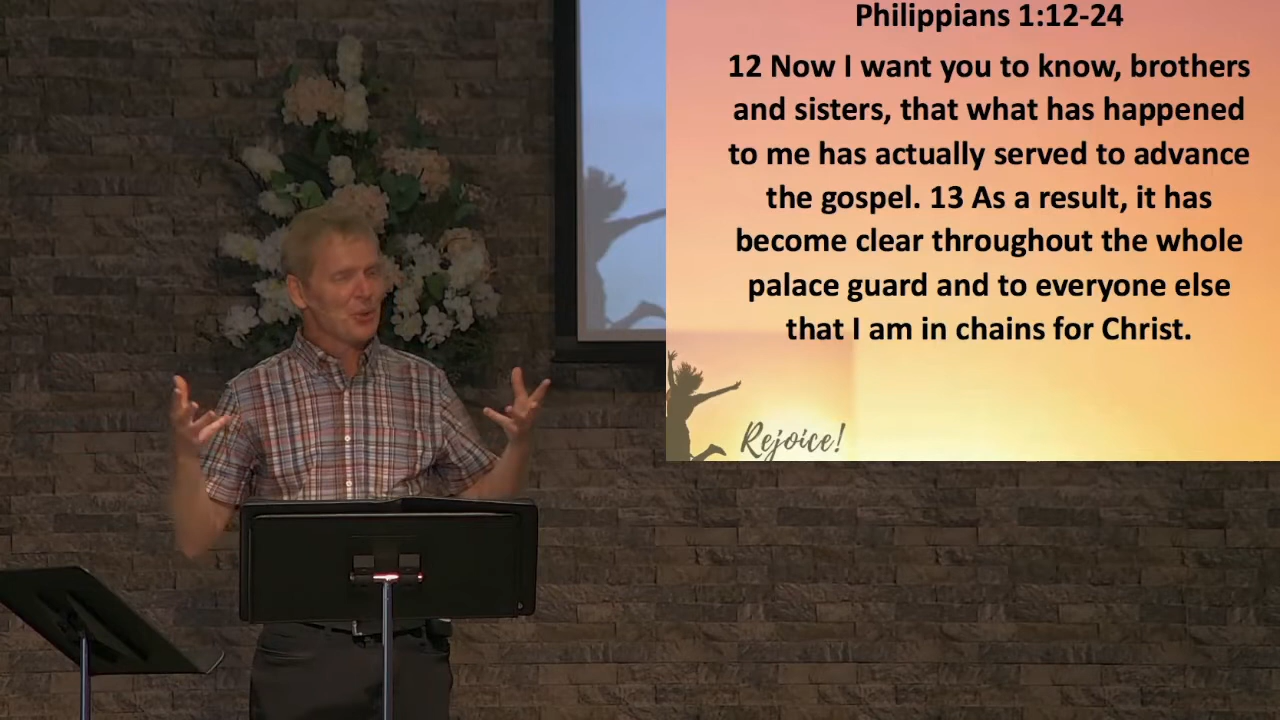 Philippians 1:12-24
12 Now I want you to know, brothers
and sisters, that what has happened
to me has actually served to advance
the gospel. 13 As a result, it has
become clear throughout the whole
palace guard and to everyone else
that I am in chains for Christ.
Rejoice!